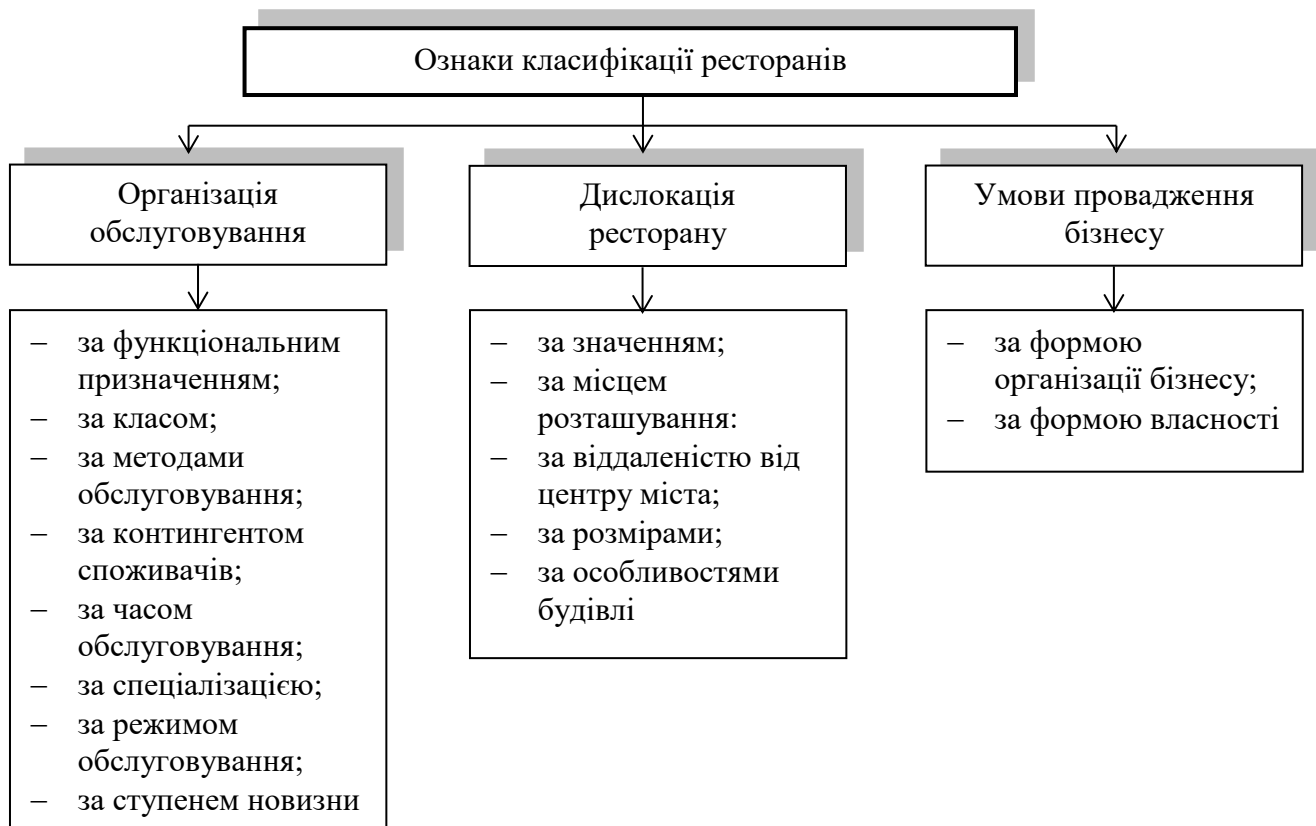 Ознаки класифікації ресторанів
Організація
обслуговування
Дислокація
ресторану
Умови провадження
бізнесу
– за функціональним
призначенням;
– за класом;
– за методами
обслуговування;
– за контингентом
споживачів;
– за часом
обслуговування;
– за спеціалізацією;
– за режимом
обслуговування;
– за ступенем новизни
– за значенням;
– за місцем
розташування:
– за віддаленістю від
центру міста;
– за розмірами;
– за особливостями
будівлі
– за формою
організації бізнесу;
– за формою власності